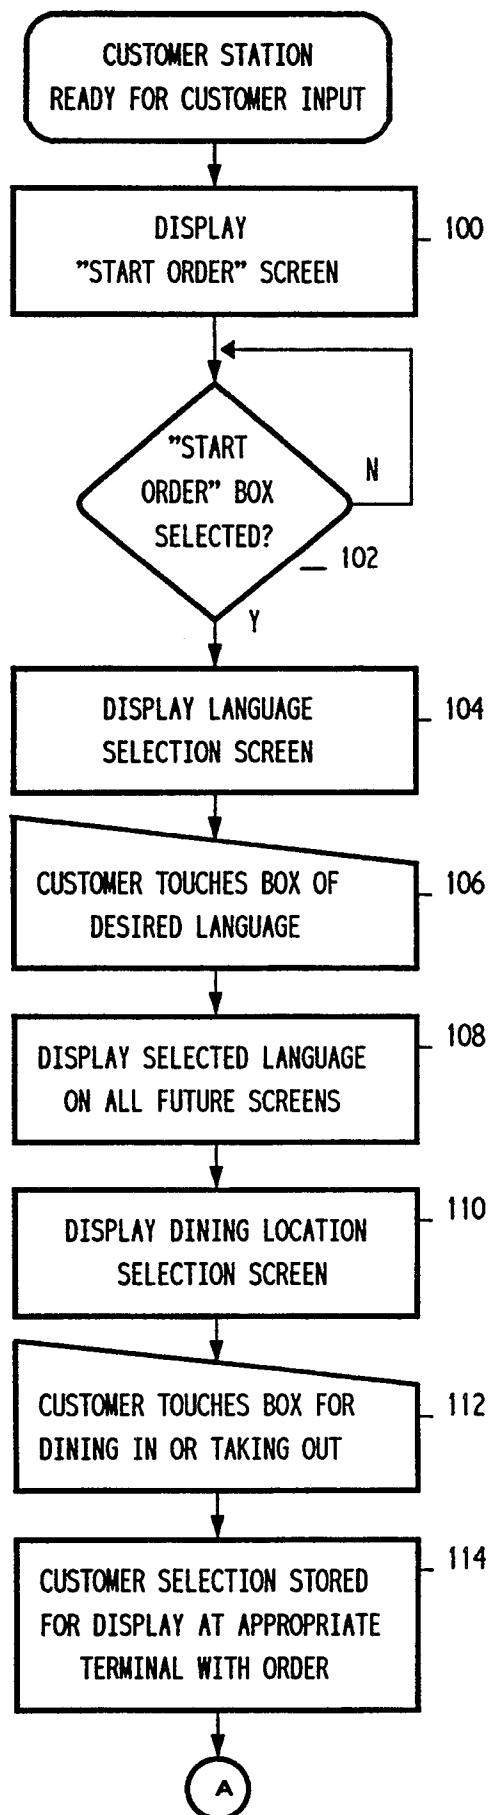 CUSTOMER STATION
READY FOR CUSTOMER INPUT
DISPLAY
"START ORDER" SCREEN
100
"START
ORDER" BOX
SELECTED?
N
102
Y
DISPLAY LANGUAGE
SELECTION SCREEN
104
CUSTOMER TOUCHES BOX OF
DESIRED LANGUAGE
106
DISPLAY SELECTED LANGUAGE
ON ALL FUTURE SCREENS
108
DISPLAY DINING LOCATION
SELECTION SCREEN
110
CUSTOMER TOUCHES BOX FOR
DINING IN OR TAKING OUT
112
CUSTOMER SELECTION STORED
FOR DISPLAY AT APPROPRIATE
TERMINAL WITH ORDER
114
A